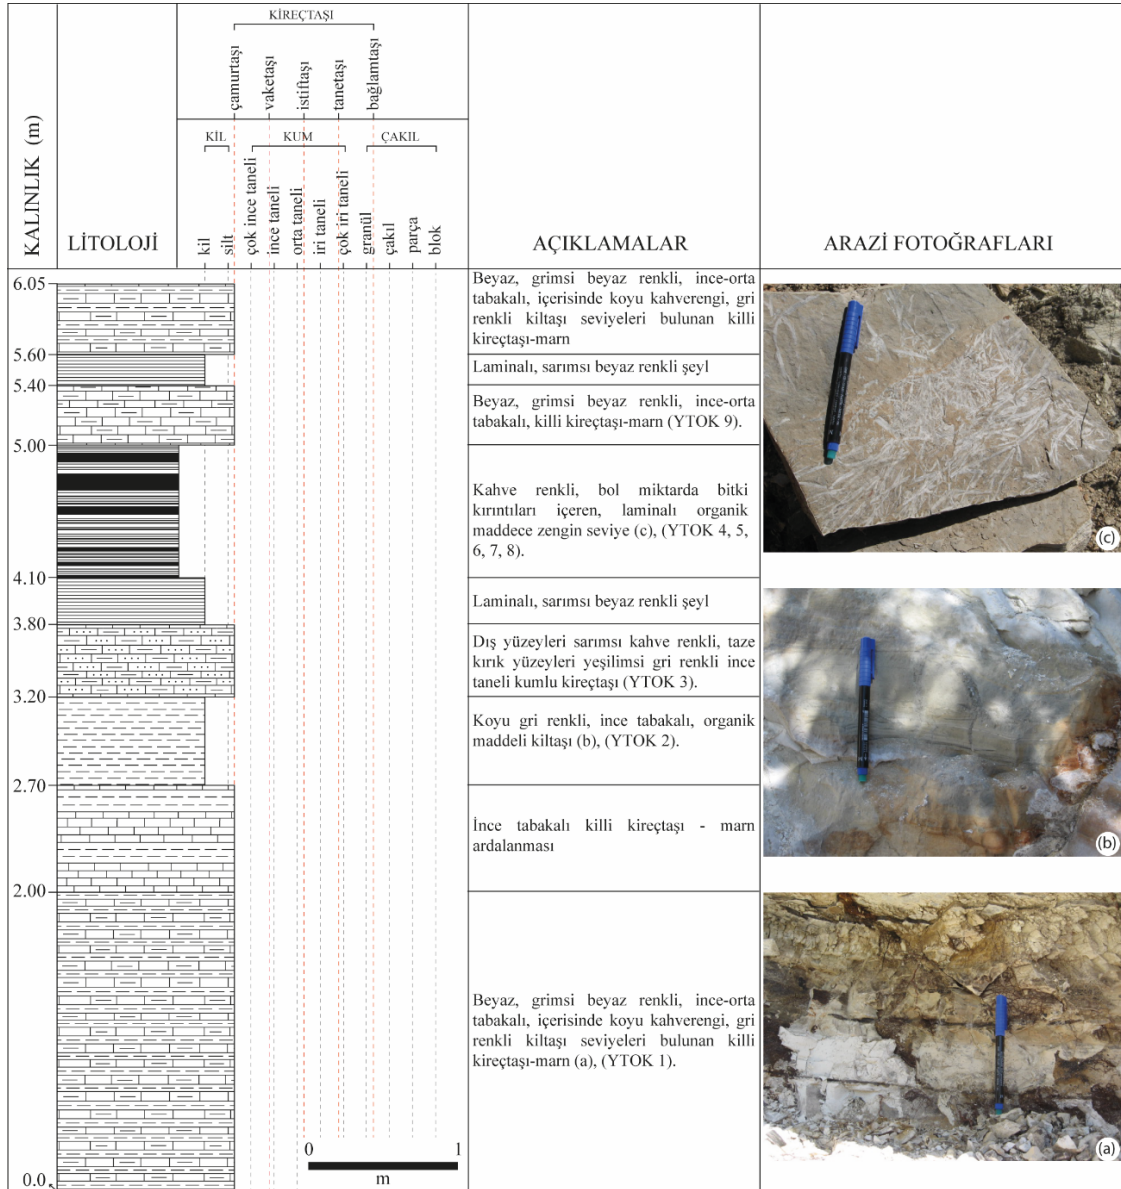 KİREÇTAŞI
çamurtaşı
vaketaşı
istiftaşı
tanetaşı
bağlamtaşı
KİL
KUM
ÇAKIL
kil
silt
çok ince taneli
ince taneli
orta taneli
iri taneli
çok iri taneli
granül
çakıl
parça
blok
KALINLIK (m)
LİTOLOJİ
AÇIKLAMALAR
ARAZİ FOTOĞRAFLARI
6.05
Beyaz, grimsi beyaz renkli, ince-orta
tabakalı, içerisinde koyu kahverengi, gri
renkli kiltaşı seviyeleri bulunan killi
kireçtaşı-marn
5.60
Laminalı, sarımsı beyaz renkli şeyl
5.40
Beyaz, grimsi beyaz renkli, ince-orta
tabakalı, killi kireçtaşı-marn (YTOK 9).
5.00
Kahve renkli, bol miktarda bitki
kırıntıları içeren, laminalı organik
maddece zengin seviye (c), (YTOK 4, 5,
6, 7, 8).
(c)
4.10
Laminalı, sarımsı beyaz renkli şeyl
3.80
Dış yüzeyleri sarımsı kahve renkli, taze
kırık yüzeyleri yeşilimsi gri renkli ince
taneli kumlu kireçtaşı (YTOK 3).
3.20
Koyu gri renkli, ince tabakalı, organik
maddeli kiltaşı (b), (YTOK 2).
2.70
İnce tabakalı killi kireçtaşı - marn
ardalanması
(b)
2.00
Beyaz, grimsi beyaz renkli, ince-orta
tabakalı, içerisinde koyu kahverengi, gri
renkli kiltaşı seviyeleri bulunan killi
kireçtaşı-marn (a), (YTOK 1).
(a)
0 1
m
0.0